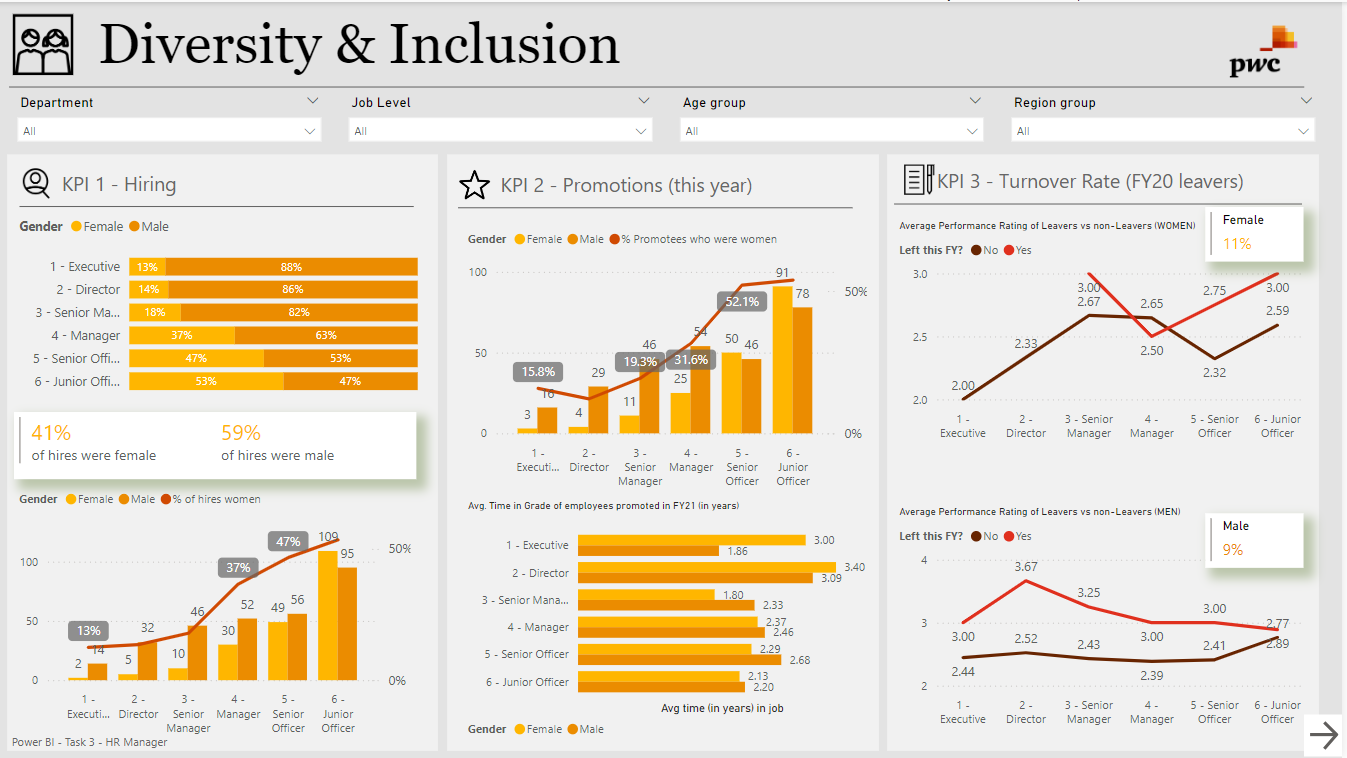 Diversity & Inclusion
pwc
Department
Job Level
Age group
Region group
All
All
All
All
KPI 1 - Hiring
Gender Female Male
1 - Executive 13% 88%
2 - Director 14% 86%
3 - Senior Ma... 18% 82%
4 - Manager 37% 63%
5 - Senior Offi... 47% 53%
6 - Junior Offi... 53% 47%
41% 59%
of hires were female of hires were male
Gender Female Male % of hires women
109
50%
47%
95
100
37%
56
52
49
46
50
13%
32
30
14
10
5
2
0 0%
1 - Executi...
2 - Director
3 - Senior Manager
4 - Manager
5 - Senior Officer
6 - Junior Officer
Power BI - Task 3 - HR Manager
KPI 2 - Promotions (this year)
Gender Female Male % Promotees who were women
100
91
50%
78
52.1%
54
50
46
46
50
19.3%
31.6%
15.8%
29
25
16
11
4
3
0 0%
1 - Executi...
2 - Director
3 - Senior Manager
4 - Manager
5 - Senior Officer
6 - Junior Officer
Avg. Time in Grade of employees promoted in FY21 (in years)
1 - Executive 3.00
1.86
2 - Director 3.40
3.09
3 - Senior Mana... 1.80
2.33
4 - Manager 2.37
2.46
5 - Senior Officer 2.29
2.68
6 - Junior Officer 2.13
2.20
Avg time (in years) in job
Gender Female Male
KPI 3 - Turnover Rate (FY20 leavers)
Average Performance Rating of Leavers vs non-Leavers (WOMEN)
Female
11%
Left this FY? No Yes
3.0
3.00
2.67
2.65
2.75
3.00
2.59
2.5
2.33
2.50
2.32
2.00
2.0
1 - Executive
2 - Director
3 - Senior Manager
4 - Manager
5 - Senior Officer
6 - Junior Officer
Average Performance Rating of Leavers vs non-Leavers (MEN)
Male
9%
Left this FY? No Yes
4
3.67
3.25
3.00
3
2.77
3.00
2.52
2.43
3.00
2.41
2.89
2.44
2.39
2
1 - Executive
2 - Director
3 - Senior Manager
4 - Manager
5 - Senior Officer
6 - Junior Officer